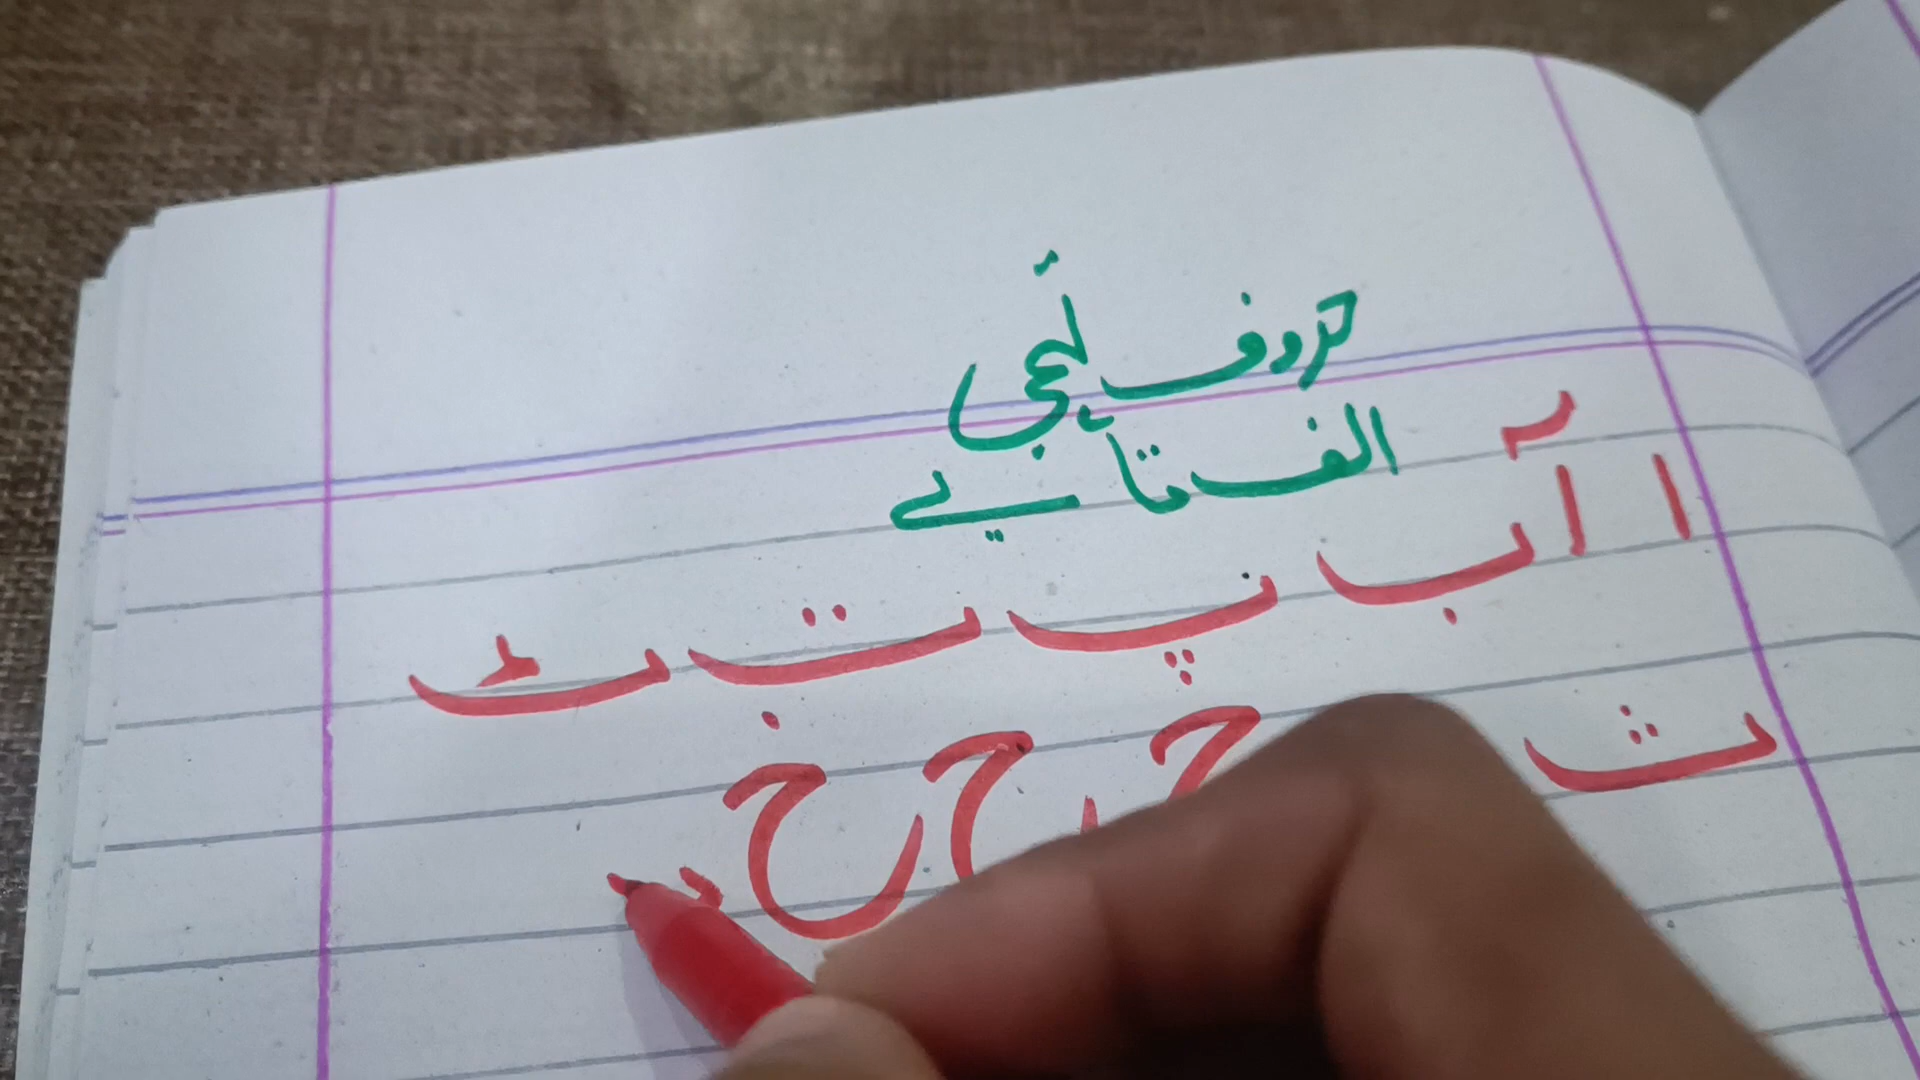 حروف تہجی
الف تا یے
ا آ ب پ ت ٹ
ث ح خ د